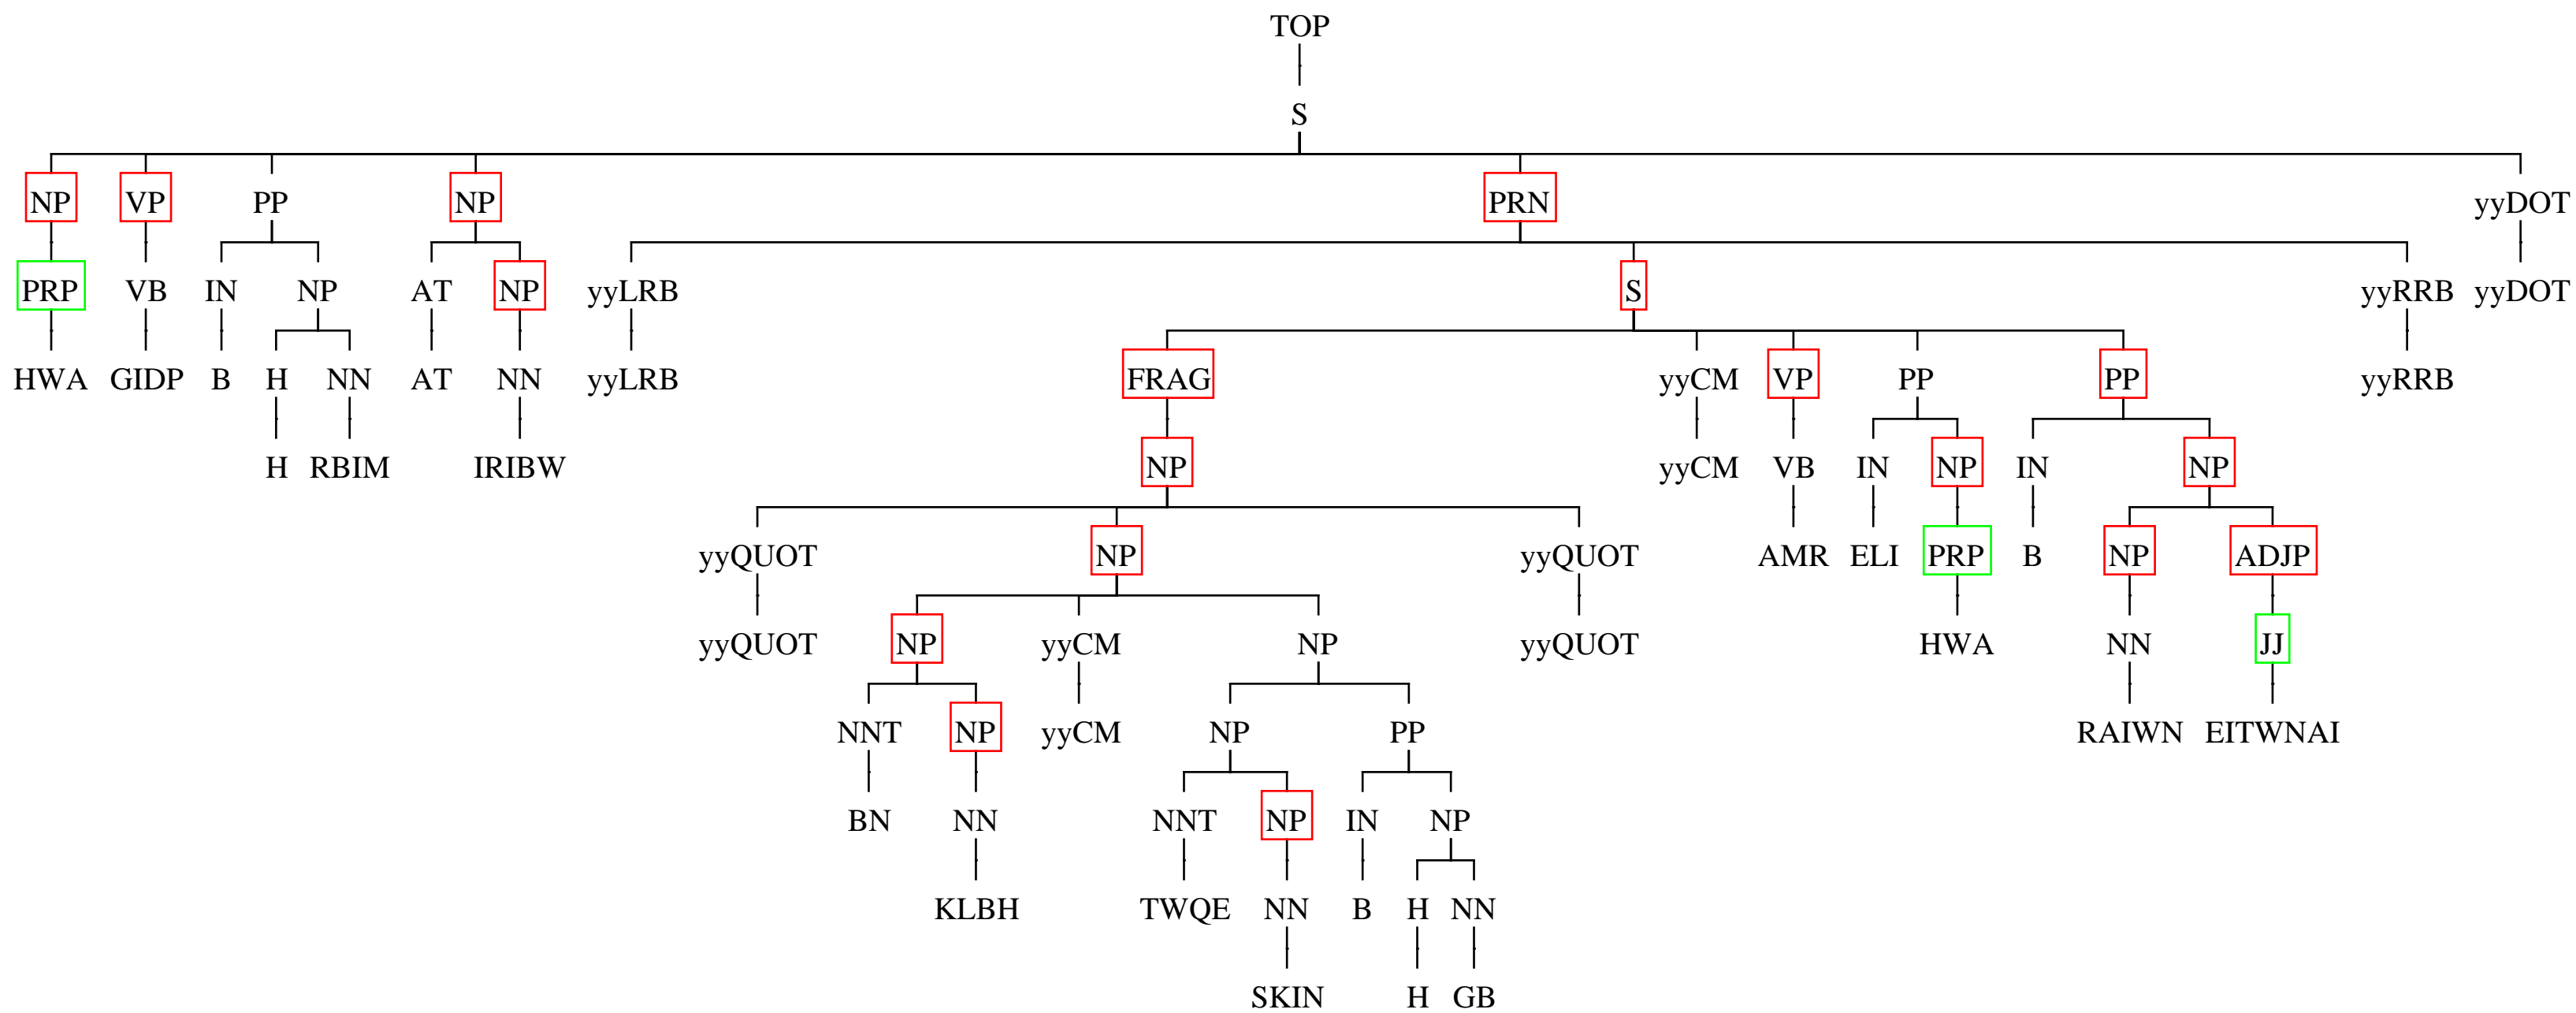 TOP
S
NP VP PP NP PRN yyDOT
PRP VB IN NP AT NP yyLRB S yyRRB yyDOT
HWA GIDP B H NN AT NN yyLRB FRAG yyCM VP PP PP yyRRB
H RBIM IRIBW NP yyCM VB IN NP IN NP
yyQUOT NP yyQUOT AMR ELI PRP B NP ADJP
yyQUOT NP yyCM NP yyQUOT HWA NN JJ
NNT NP yyCM NP PP RAIWN EITWNAI
BN NN NNT NP IN NP
KLBH TWQE NN B H NN
SKIN H GB